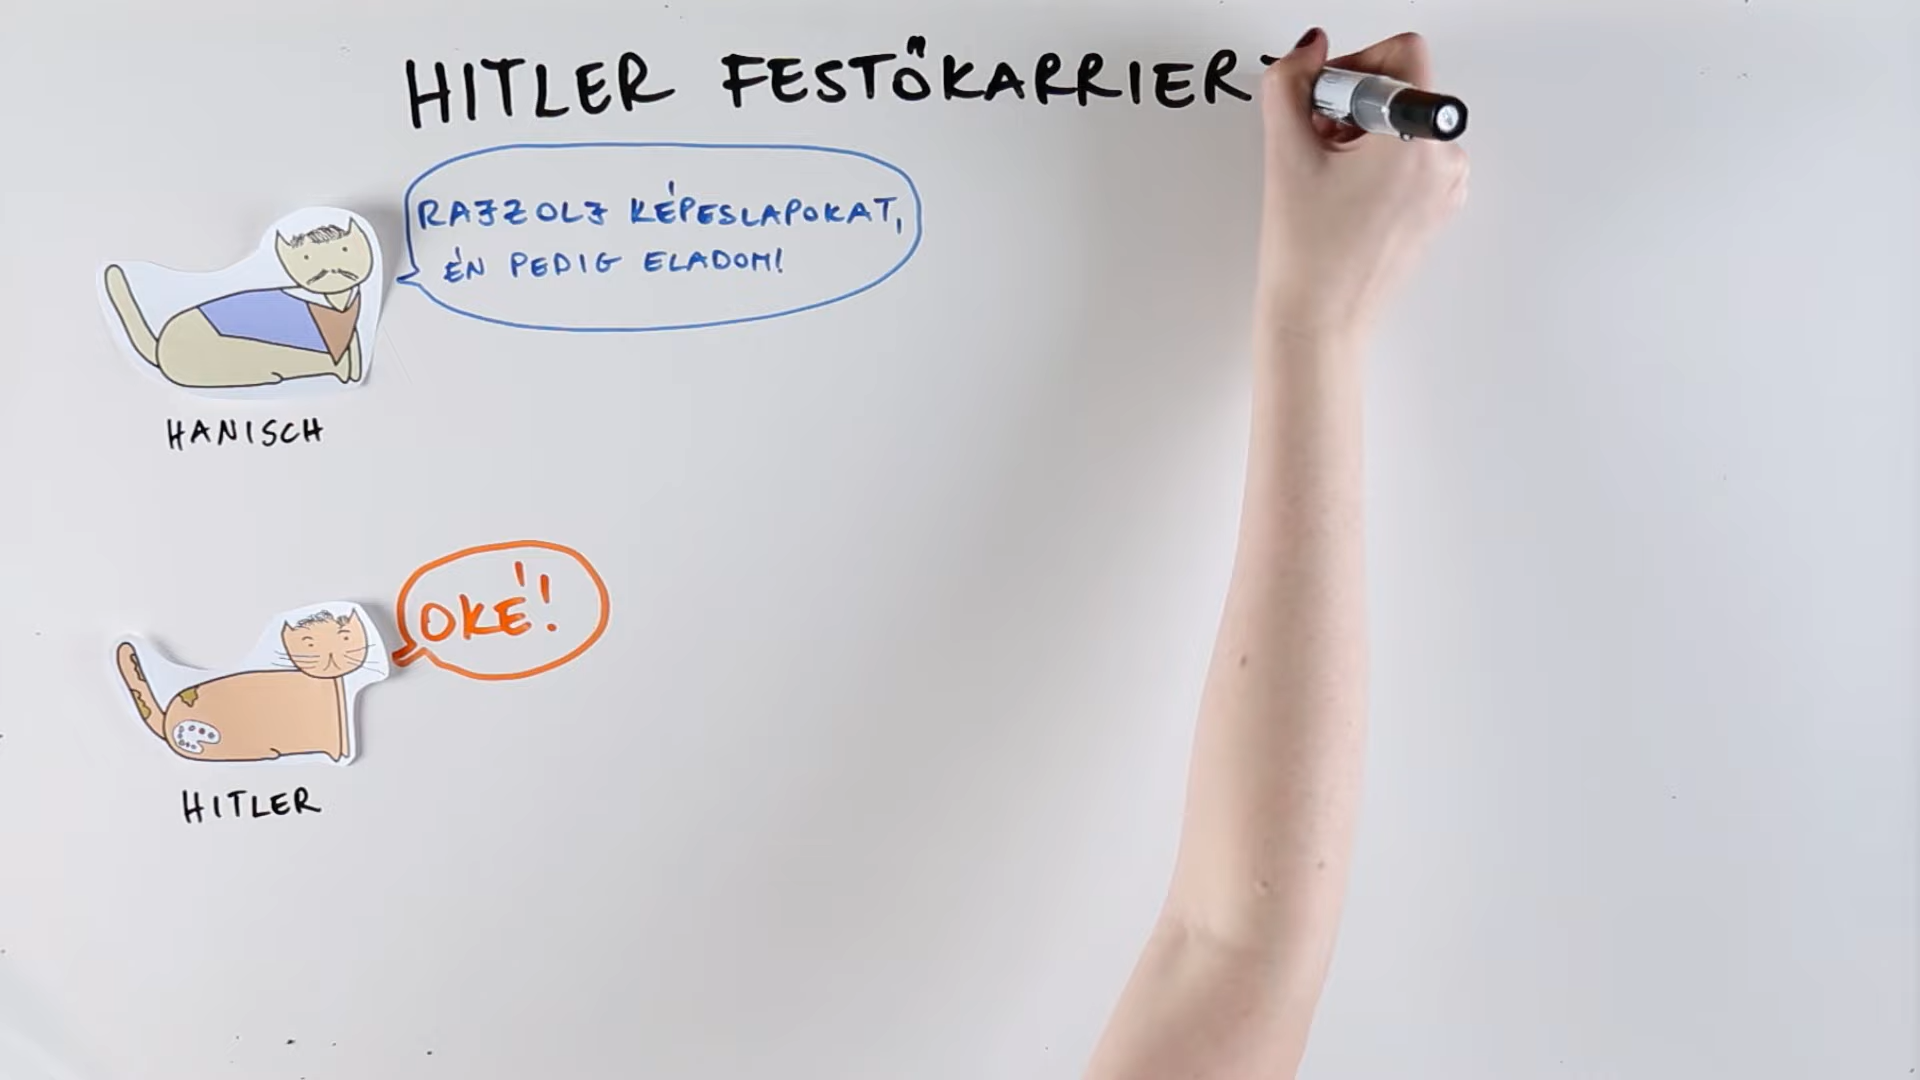 HITLER FESTŐKARRIER
RAJZOLJ KÉPESLAPOKAT,
ÉN PEDIG ELADOM!
HANISCH
OKÉ!
HITLER